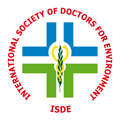 INTERNATIONAL SOCIETY OF DOCTORS FOR ENVIRONMENT
ISDE